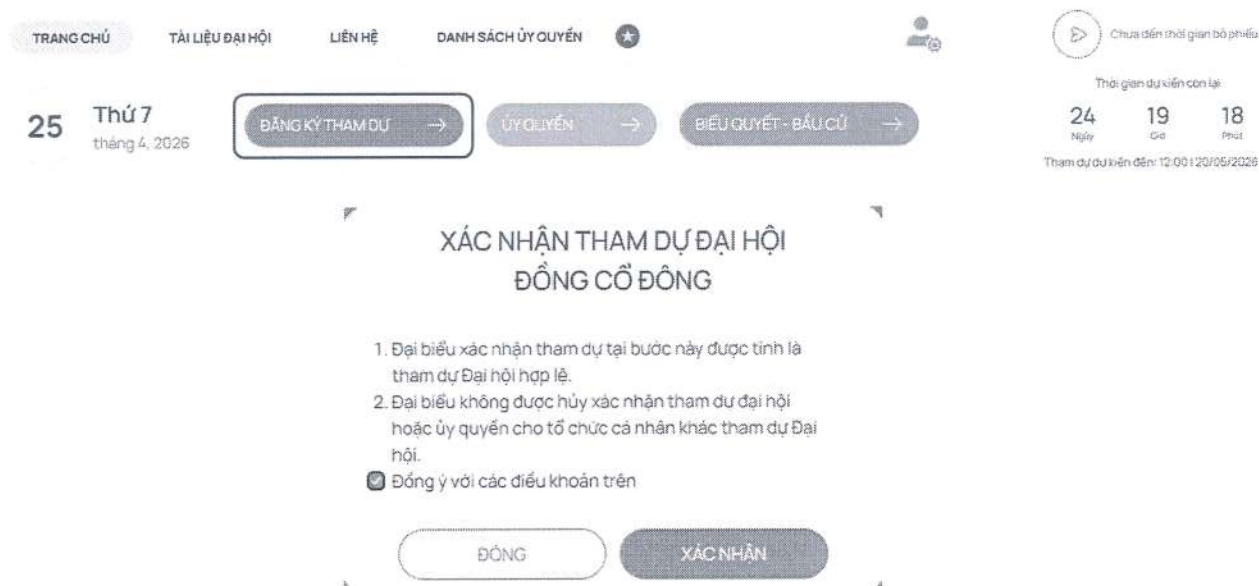 TRANG CHỦ TÀI LIỆU ĐẠI HỘI LIÊN HỆ DANH SÁCH ỦY QUYỀN
Chưa đến thời gian bỏ phiếu
Thời gian dự kiến còn lại
25 Thứ 7
tháng 4, 2026
ĐĂNG KÝ THAM DỰ → ỦY QUYỀN → BIỂU QUYẾT - BẦU CỬ →
24 19 18
Ngày Giờ Phút
Tham dự dự kiến đến: 12:00 | 20/05/2026
XÁC NHẬN THAM DỰ ĐẠI HỘI
ĐỒNG CỔ ĐÔNG
1. Đại biểu xác nhận tham dự tại bước này được tính là
tham dự Đại hội hợp lệ.
2. Đại biểu không được hủy xác nhận tham dự đại hội
hoặc ủy quyền cho tổ chức cá nhân khác tham dự Đại
hội.
Đồng ý với các điều khoản trên
ĐÓNG XÁC NHẬN